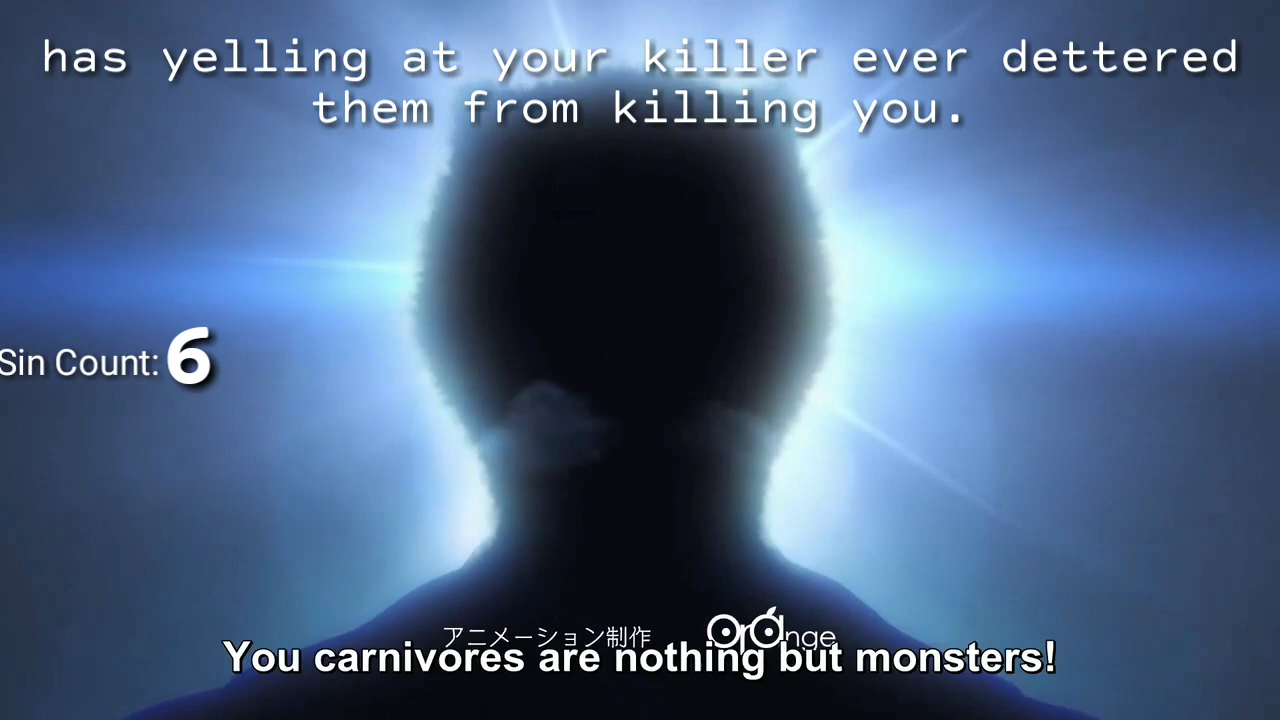 has yelling at your killer ever dettered
them from killing you.
Sin Count: 6
アニメーション制作 orange
You carnivores are nothing but monsters!